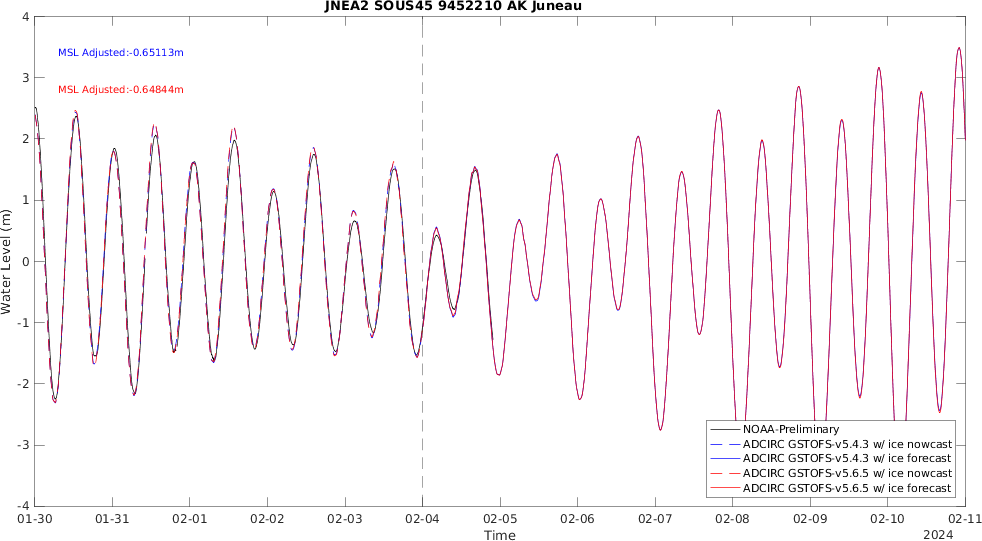 JNEA2 SOUS45 9452210 AK Juneau
4
MSL Adjusted:-0.65113m
3
MSL Adjusted:-0.64844m
2
1
Water Level (m)
0
-1
-2
-3
-4
NOAA-Preliminary
ADCIRC GSTOFS-v5.4.3 w/ ice nowcast
ADCIRC GSTOFS-v5.4.3 w/ ice forecast
ADCIRC GSTOFS-v5.6.5 w/ ice nowcast
ADCIRC GSTOFS-v5.6.5 w/ ice forecast
01-30 01-31 02-01 02-02 02-03 02-04 02-05 02-06 02-07 02-08 02-09 02-10 02-11
Time
2024